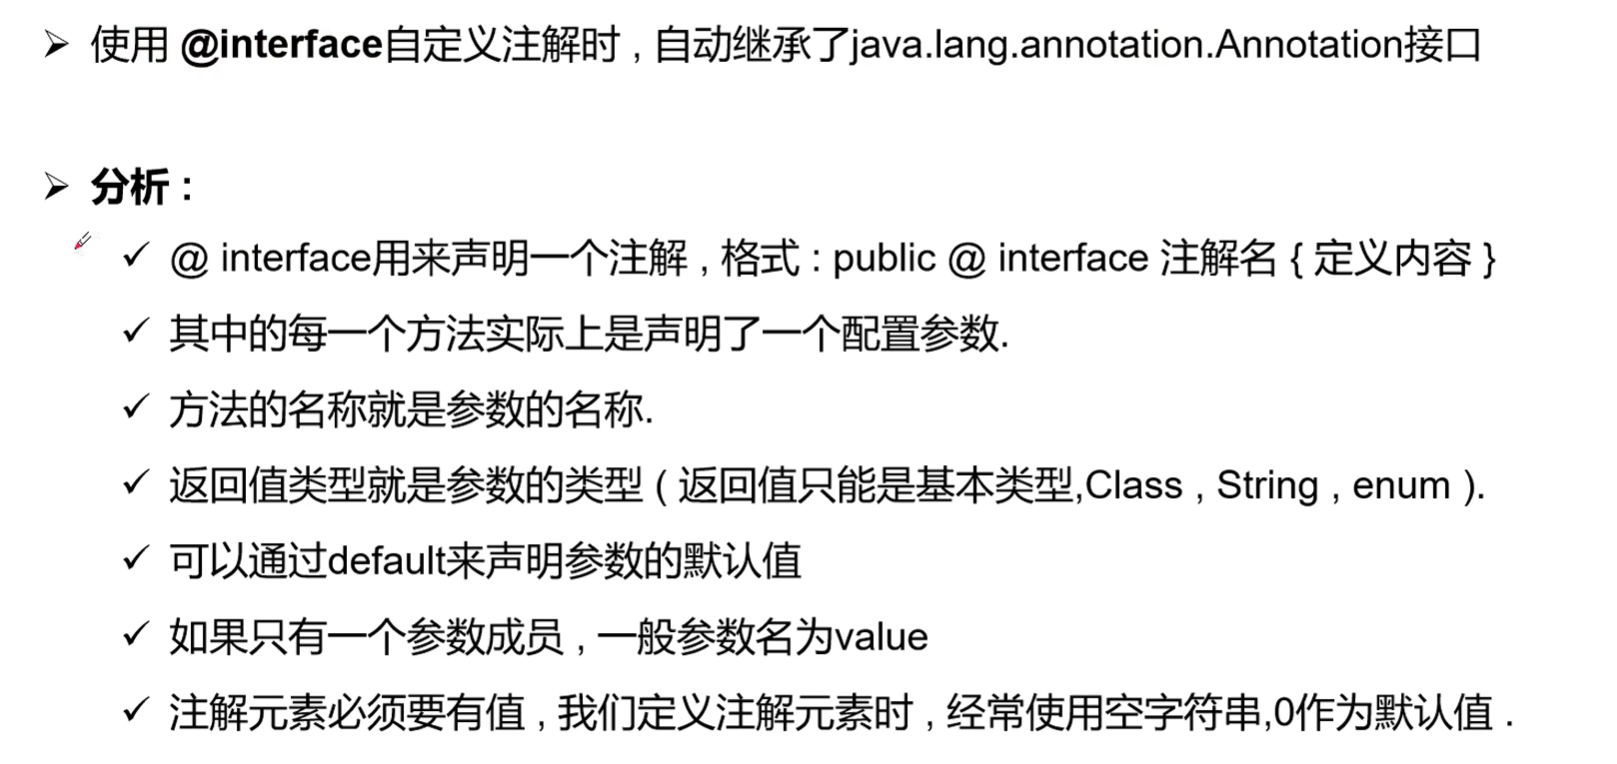 使用 @interface自定义注解时 , 自动继承了java.lang.annotation.Annotation接口
分析 :
@ interface用来声明一个注解 , 格式 : public @ interface 注解名 { 定义内容 }
其中的每一个方法实际上是声明了一个配置参数.
方法的名称就是参数的名称.
返回值类型就是参数的类型 ( 返回值只能是基本类型,Class , String , enum ).
可以通过default来声明参数的默认值
如果只有一个参数成员 , 一般参数名为value
注解元素必须要有值 , 我们定义注解元素时 , 经常使用空字符串,0作为默认值 .